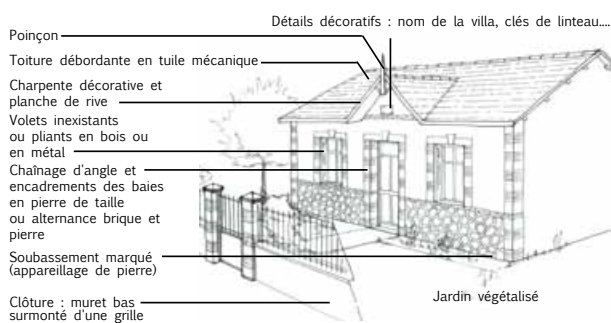 Détails décoratifs : nom de la villa, clés de linteau....
Poinçon
Toiture débordante en tuile mécanique
Charpente décorative et
planche de rive
Volets inexistants
ou pliants en bois ou
en métal
Chaînage d'angle et
encadrements des baies
en pierre de taille
ou alternance brique et
pierre
Soubassement marqué
(appareillage de pierre)
Clôture : muret bas
surmonté d'une grille
Jardin végétalisé